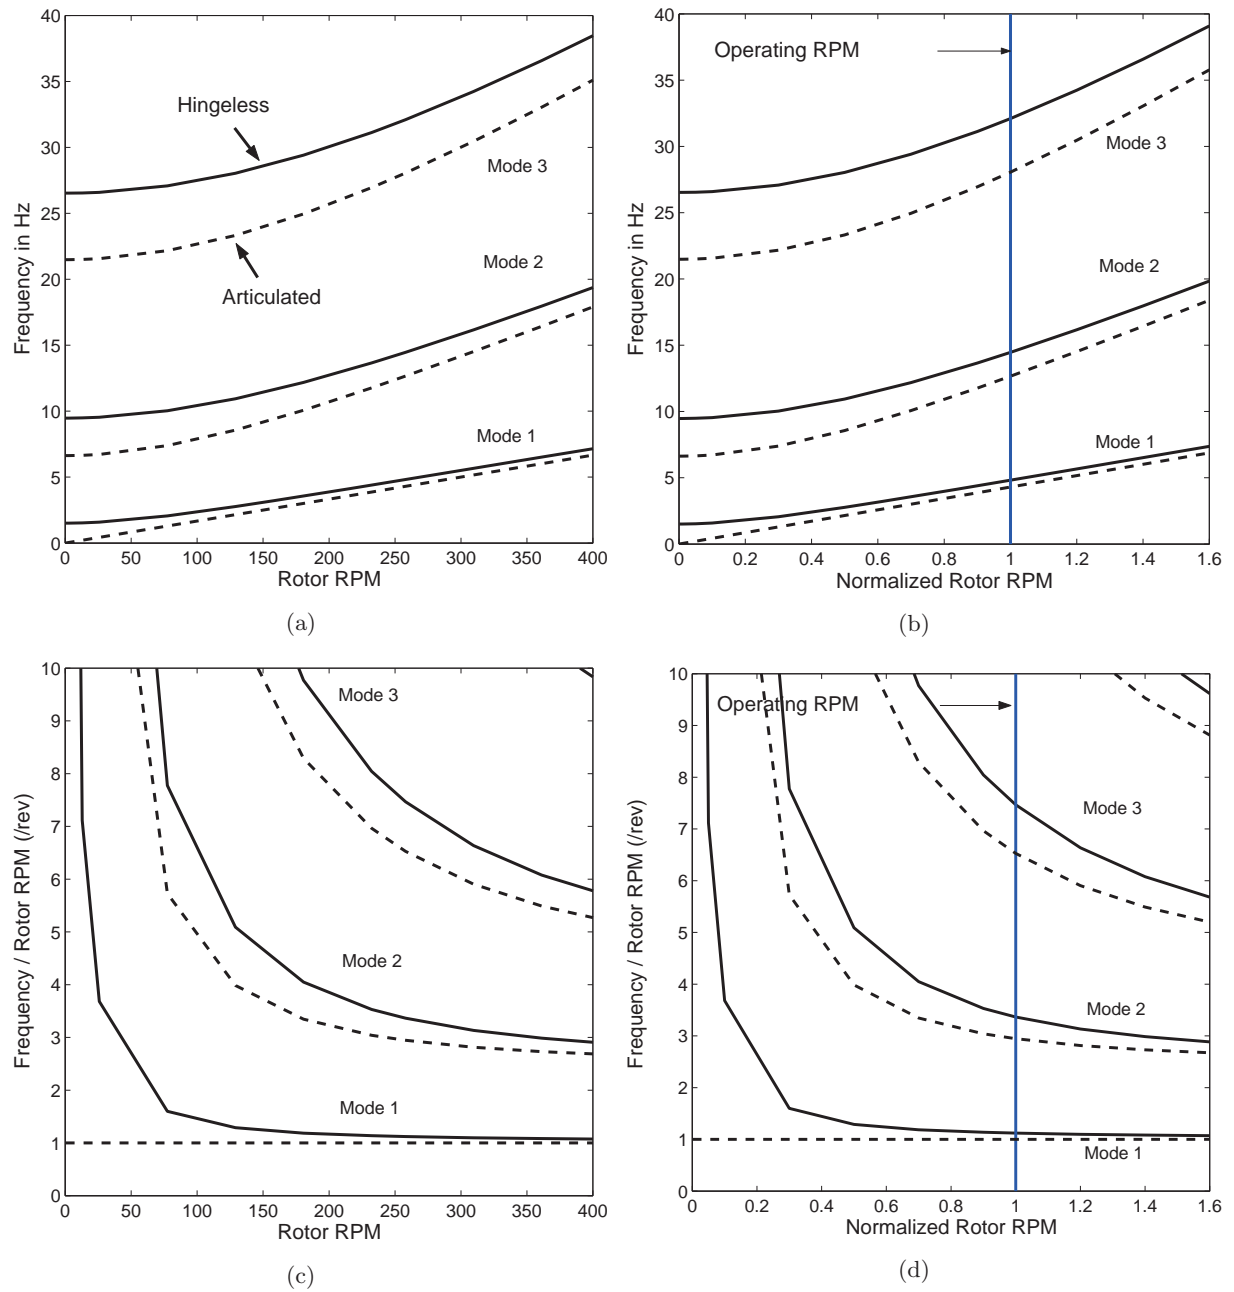 40
35
30
25
20
15
10
5
0
Frequency in Hz
Hingeless
Articulated
Mode 3
Mode 2
Mode 1
0 50 100 150 200 250 300 350 400
Rotor RPM
(a)
40
35
30
25
20
15
10
5
0
Frequency in Hz
Operating RPM
Mode 3
Mode 2
Mode 1
0 0.2 0.4 0.6 0.8 1 1.2 1.4 1.6
Normalized Rotor RPM
(b)
10
9
8
7
6
5
4
3
2
1
0
Frequency / Rotor RPM (/rev)
Mode 3
Mode 2
Mode 1
0 50 100 150 200 250 300 350 400
Rotor RPM
(c)
10
9
8
7
6
5
4
3
2
1
0
Frequency / Rotor RPM (/rev)
Operating RPM
Mode 3
Mode 2
Mode 1
0 0.2 0.4 0.6 0.8 1 1.2 1.4 1.6
Normalized Rotor RPM
(d)